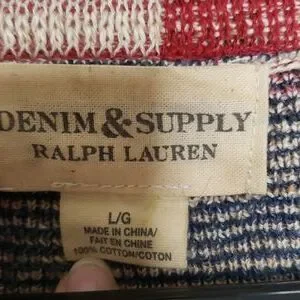 DENIM & SUPPLY
RALPH LAUREN
L/G
MADE IN CHINA/
FAIT EN CHINE
100% COTTON/COTON